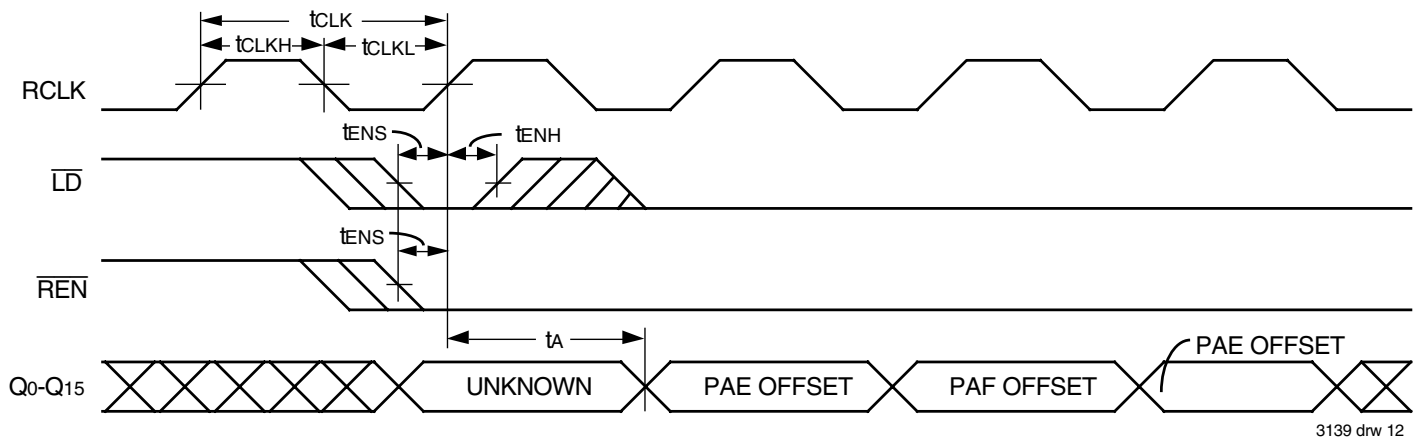 tCLK
tCLKH
tCLKL
RCLK
tENS
tENH
LD
tENS
REN
tA
PAE OFFSET
Q0-Q15
UNKNOWN
PAE OFFSET
PAF OFFSET
3139 drw 12